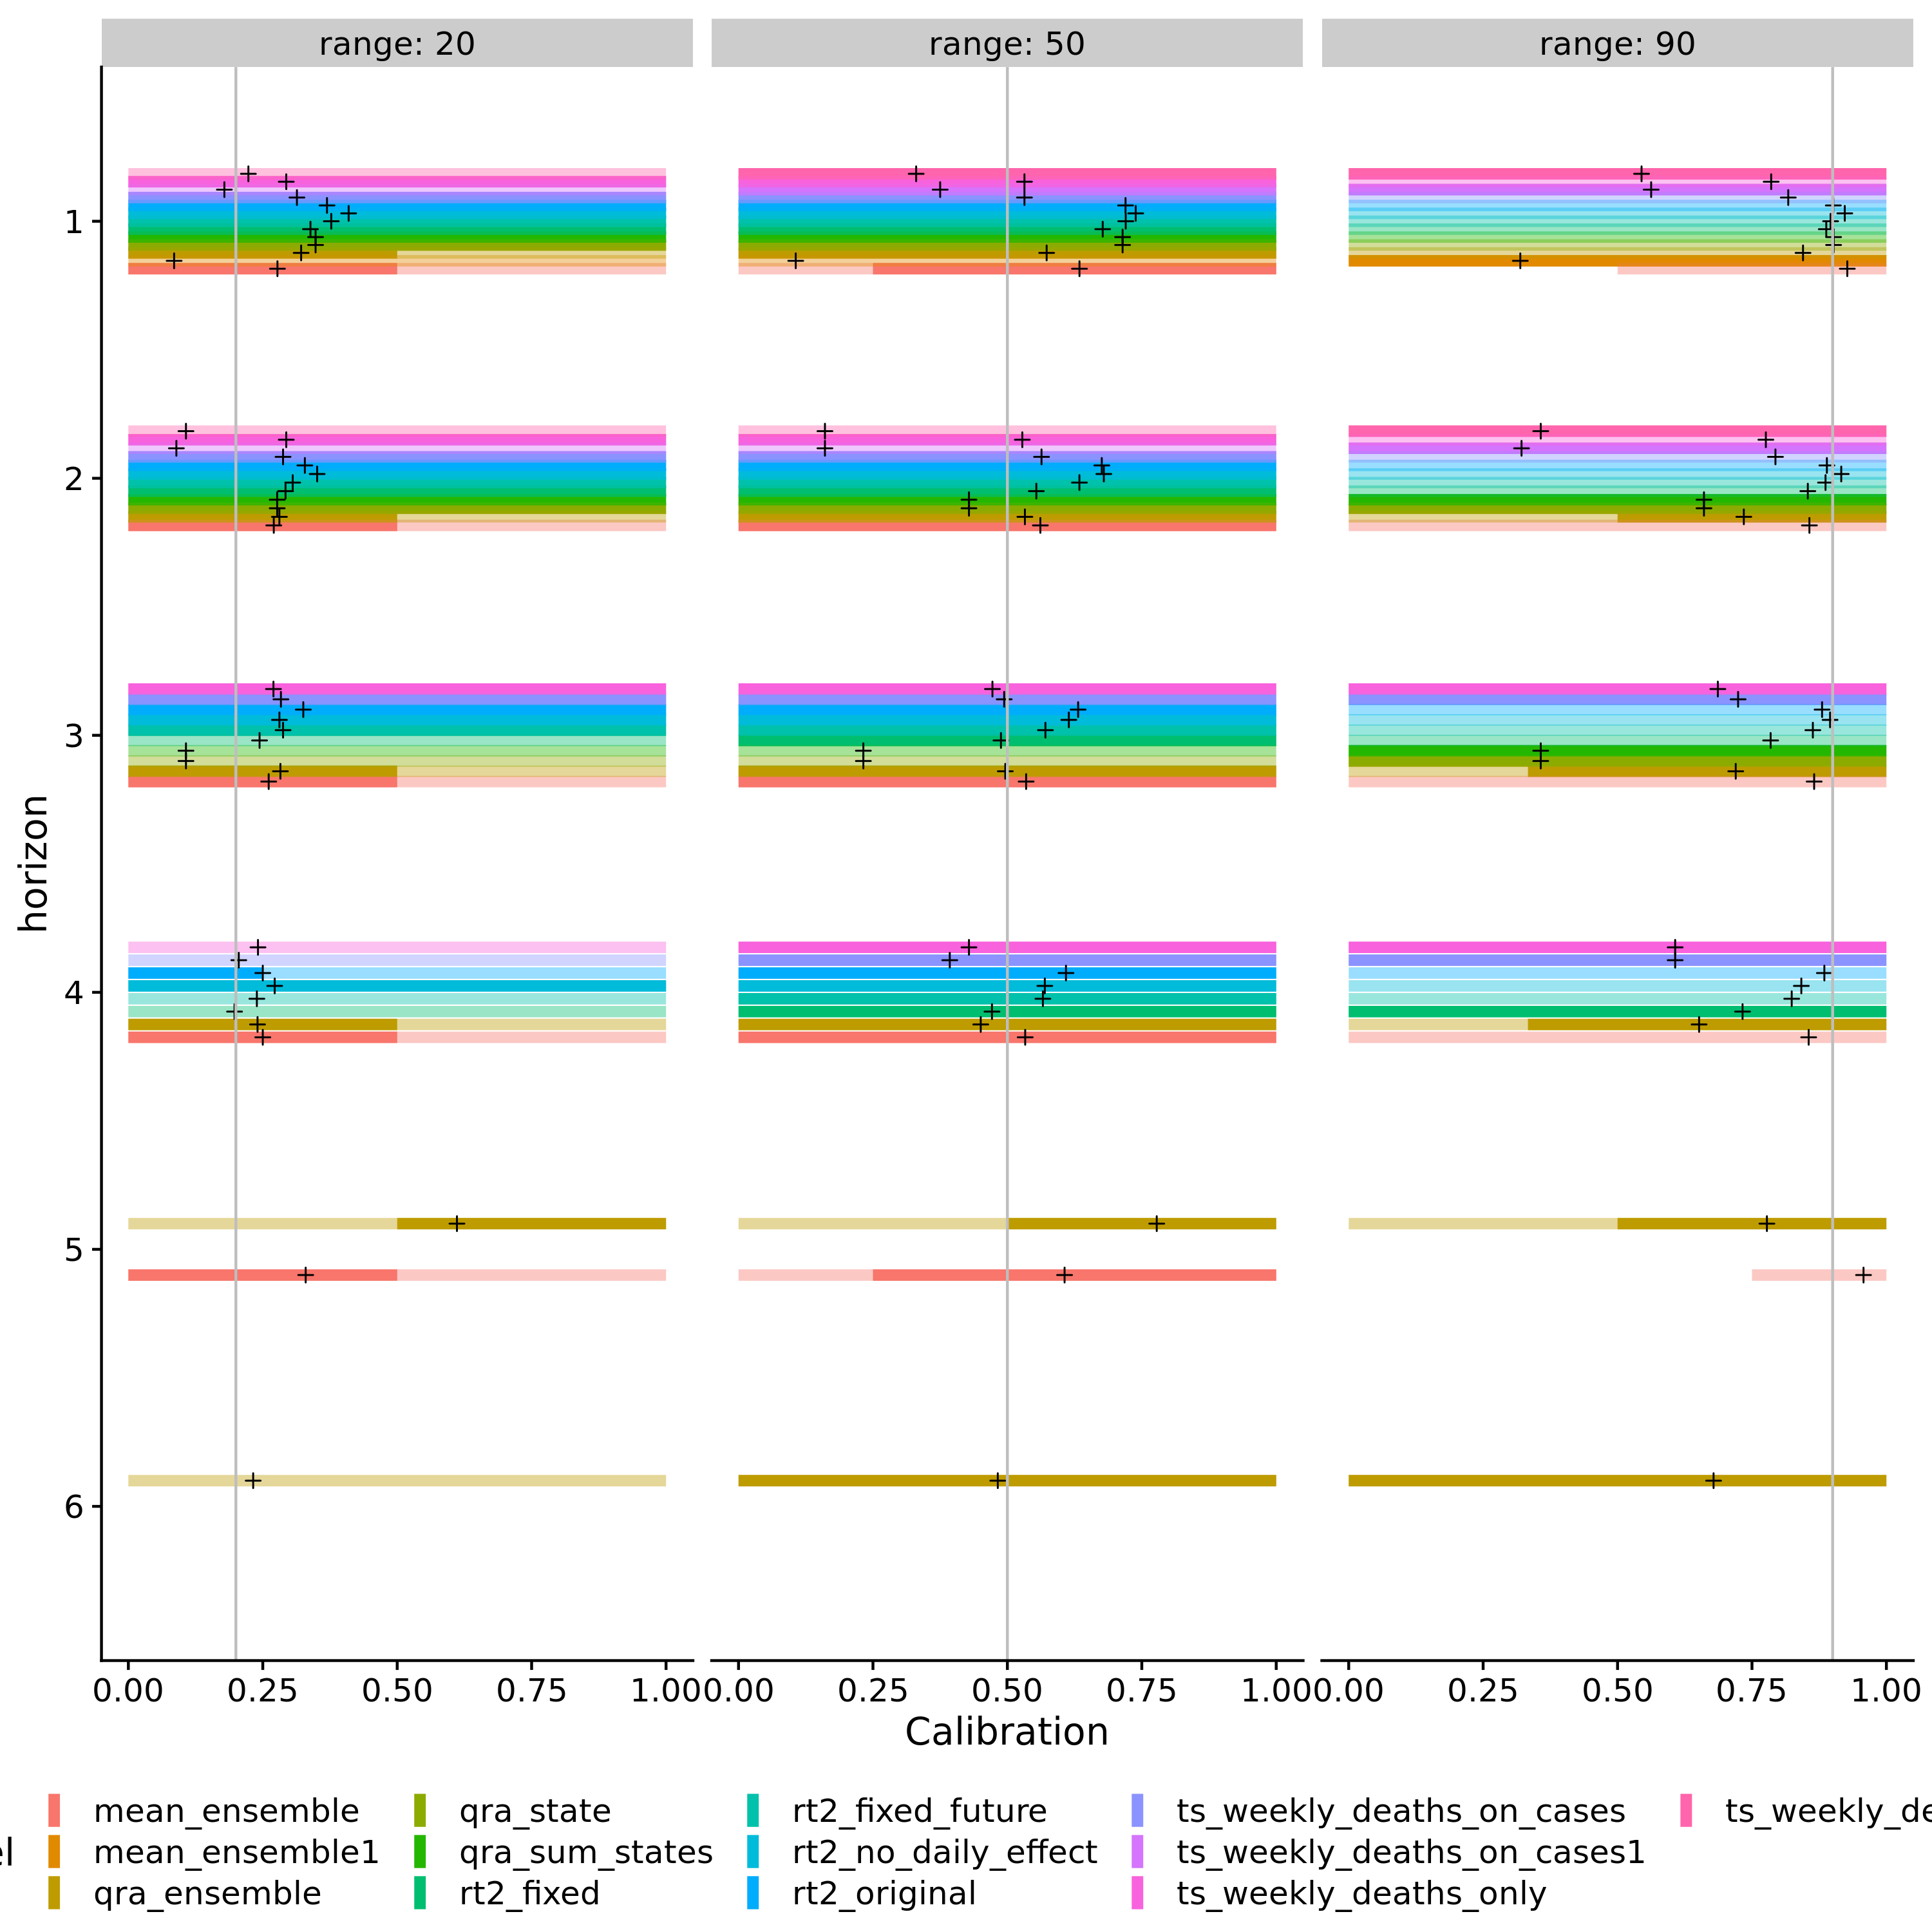 range: 20 range: 50 range: 90
1
2
3
4
5
6
horizon
0.00 0.25 0.50 0.75 1.00 0.00 0.25 0.50 0.75 1.00 0.00 0.25 0.50 0.75 1.00
Calibration
mean_ensemble qra_state rt2_fixed_future ts_weekly_deaths_on_cases ts_weekly_de
mean_ensemble1 qra_sum_states rt2_no_daily_effect ts_weekly_deaths_on_cases1
qra_ensemble rt2_fixed rt2_original ts_weekly_deaths_only